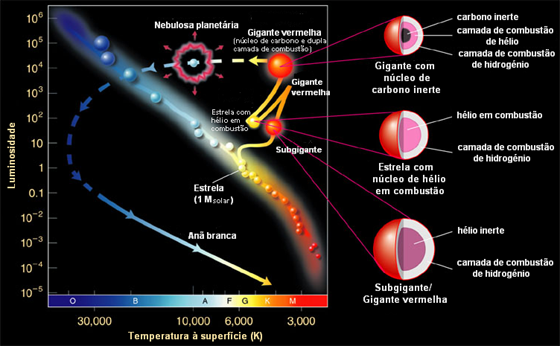 Luminosidade
10⁶
10⁵
10⁴
10³
10²
10
1
0.1
10⁻²
10⁻³
10⁻⁴
10⁻⁵
Nebulosa planetária
Gigante vermelha
(núcleo de carbono e dupla
camada de combustão)
Gigante
vermelha
Estrela com
hélio em
combustão
Subgigante
Estrela
(1 Msolar)
Anã branca
O B A F G K M
30,000 10,000 6,000 3,000
Temperatura à superfície (K)
carbono inerte
camada de combustão
de hélio
camada de combustão
de hidrogénio
Gigante com
núcleo de
carbono inerte
hélio em combustão
camada de combustão
de hidrogénio
Estrela com
núcleo de hélio
em combustão
hélio inerte
camada de combustão
de hidrogénio
Subgigante/
Gigante vermelha